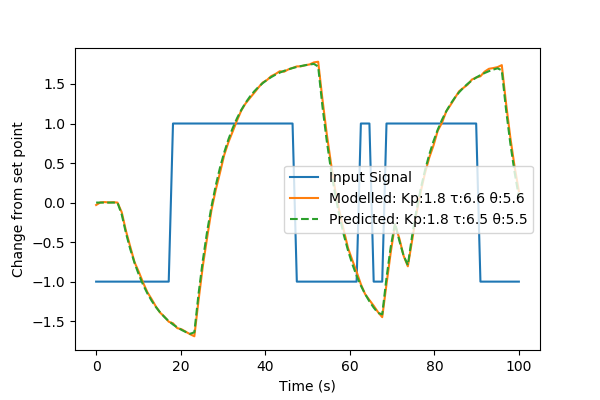 1.5
1.0
0.5
0.0
−0.5
−1.0
−1.5
Change from set point
Input Signal
Modelled: Kp:1.8 τ:6.6 θ:5.6
Predicted: Kp:1.8 τ:6.5 θ:5.5
0 20 40 60 80 100
Time (s)